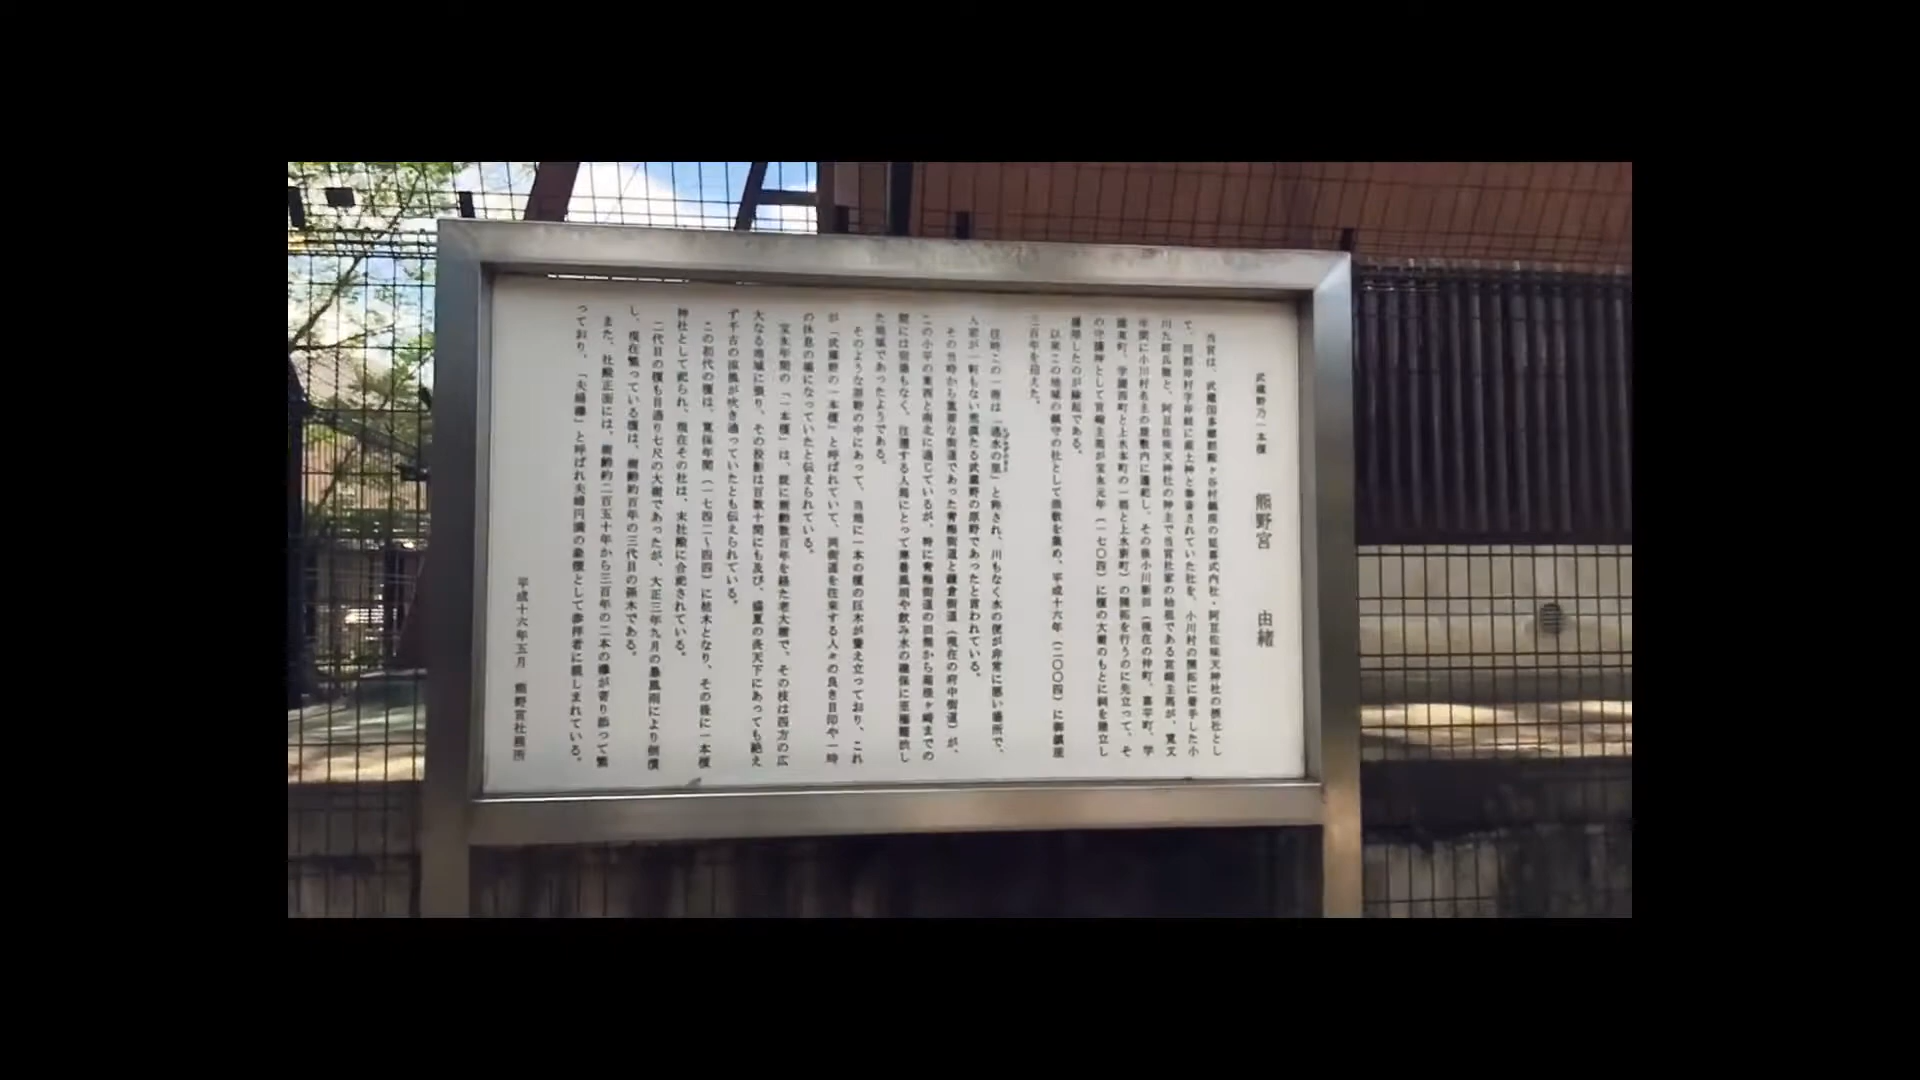 武蔵野乃一本榎 熊野宮 由緒
当宮は、武蔵国多磨郡殿ヶ谷村鎮座の延喜式内社・阿豆佐味天神社の摂社とし
て、同郡岸村字岸組に産土神と奉斎されていた社を、小川村の開拓に着手した小
川九郎兵衛と、阿豆佐味天神社の神主で当宮社家の始祖である宮崎主馬が、寛文
年間に小川村名主の屋敷内に遷祀し、その後小川新田（現在の仲町、喜平町、学
園東町、学園西町と上水本町の一部と上水新町）の開拓を行うのに先立って、そ
の守護神として宮崎主馬が宝永元年（一七〇四）に榎の大樹のもとに祠を建立し
遷座したのが縁起である。
以来この地域の鎮守の社として崇敬を集め、平成十六年（二〇〇四）に御鎮座
三百年を迎えた。
往時この一帯は「逃水の里」と称され、川もなく水の便が非常に悪い場所で、
人家が一軒もない荒漠たる武蔵野の原野であったと言われている。
その当時から重要な街道であった青梅街道と鎌倉街道（現在の府中街道）が、
この小平の東西と南北に通じているが、特に青梅街道の田無から箱根ヶ崎までの
間には宿場もなく、往還する人馬にとって寒暑風雨や飲み水の確保に至極難渋し
た地域であったようである。
そのような原野の中にあって、当地に一本の榎の巨木が聳え立っており、これ
が「武蔵野の一本榎」と呼ばれていて、両街道を往来する人々の良き目印や一時
の休息の場になっていたと伝えられている。
宝永年間の「一本榎」は、既に樹齢数百年を経た老大樹で、その枝は四方の広
大なる地域に張り、その投影は百数十間にも及び、盛夏の炎天下にあっても絶え
ず千古の涼風が吹き通っていたとも伝えられている。
この初代の榎は、寛保年間（一七四二～四四）に枯木となり、その後に一本榎
神社として祀られ、現在その社は、末社殿に合祀されている。
二代目の榎も目通り七尺の大樹であったが、大正三年九月の暴風雨により倒壊
し、現在繁っている榎は、樹齢約百年の三代目の孫木である。
また、社殿正面には、樹齢約二百五十年から三百年の二本の欅が寄り添って繁
っており、「夫婦欅」と呼ばれ夫婦円満の象徴として参拝者に親しまれている。
平成十六年五月 熊野宮社務所